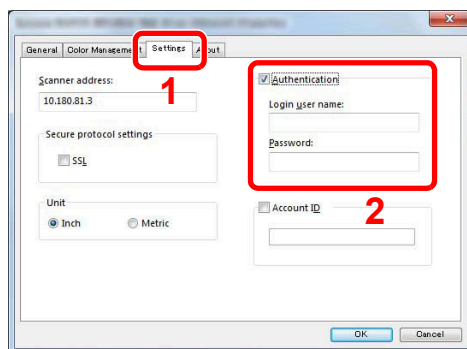 General Color Management Settings About
1
Scanner address:
10.180.81.3
Secure protocol settings
SSL
Unit
Inch Metric
Authentication
Login user name:
Password:
2
Account ID
OK Cancel